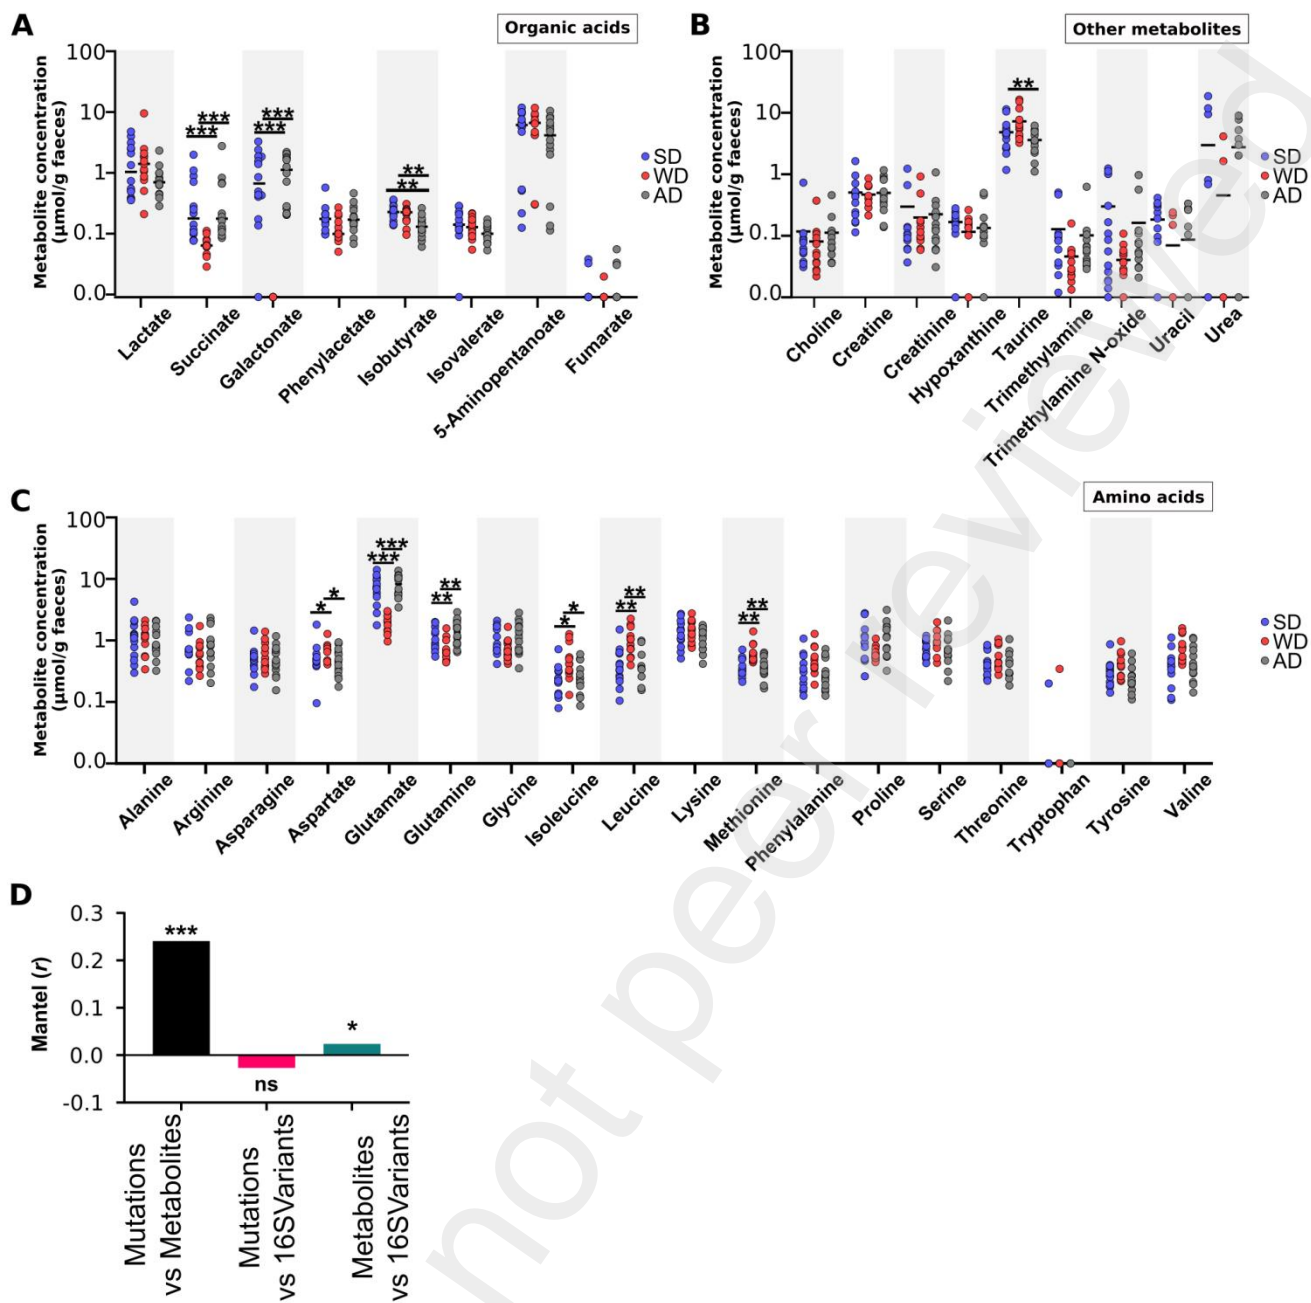 A
Organic acids
Metabolite concentration
(µmol/g faeces)
100
10
1
0.1
0.0
***
***
***
***
**
**
SD
WD
AD
Lactate
Succinate
Galactonate
Phenylacetate
Isobutyrate
Isovalerate
5-Aminopentanoate
Fumarate
B
Other metabolites
Metabolite concentration
(µmol/g faeces)
100
10
1
0.1
0.0
**
SD
WD
AD
Choline
Creatine
Creatinine
Hypoxanthine
Taurine
Trimethylamine
Trimethylamine N-oxide
Uracil
Urea
C
Amino acids
Metabolite concentration
(µmol/g faeces)
100
10
1
0.1
0.0
*
*
***
***
**
**
*
*
**
**
**
**
SD
WD
AD
Alanine
Arginine
Asparagine
Aspartate
Glutamate
Glutamine
Glycine
Isoleucine
Leucine
Lysine
Methionine
Phenylalanine
Proline
Serine
Threonine
Tryptophan
Tyrosine
Valine
D
Mantel (r)
0.3
0.2
0.1
0.0
-0.1
***
ns
*
Mutations
vs Metabolites
Mutations
vs 16SVariants
Metabolites
vs 16SVariants
not peer reviewed